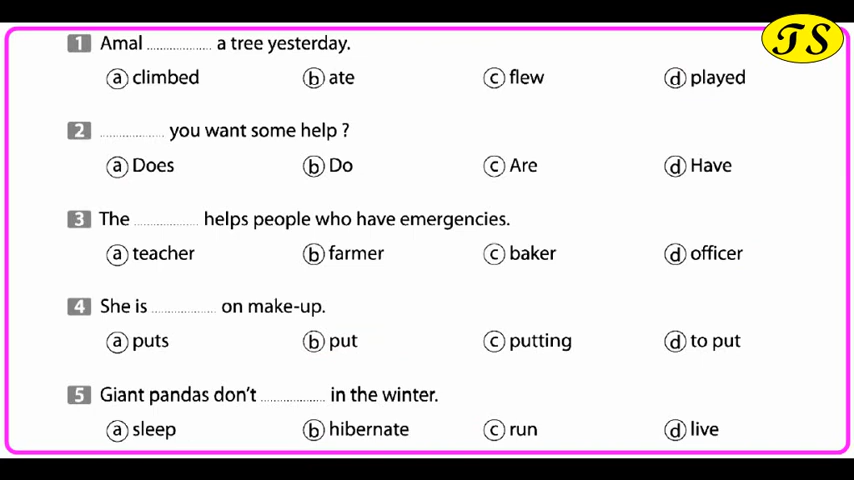 TS
1 Amal .................. a tree yesterday.
a climbed b ate c flew d played
2 .................. you want some help ?
a Does b Do c Are d Have
3 The .................. helps people who have emergencies.
a teacher b farmer c baker d officer
4 She is .................. on make-up.
a puts b put c putting d to put
5 Giant pandas don't .................. in the winter.
a sleep b hibernate c run d live